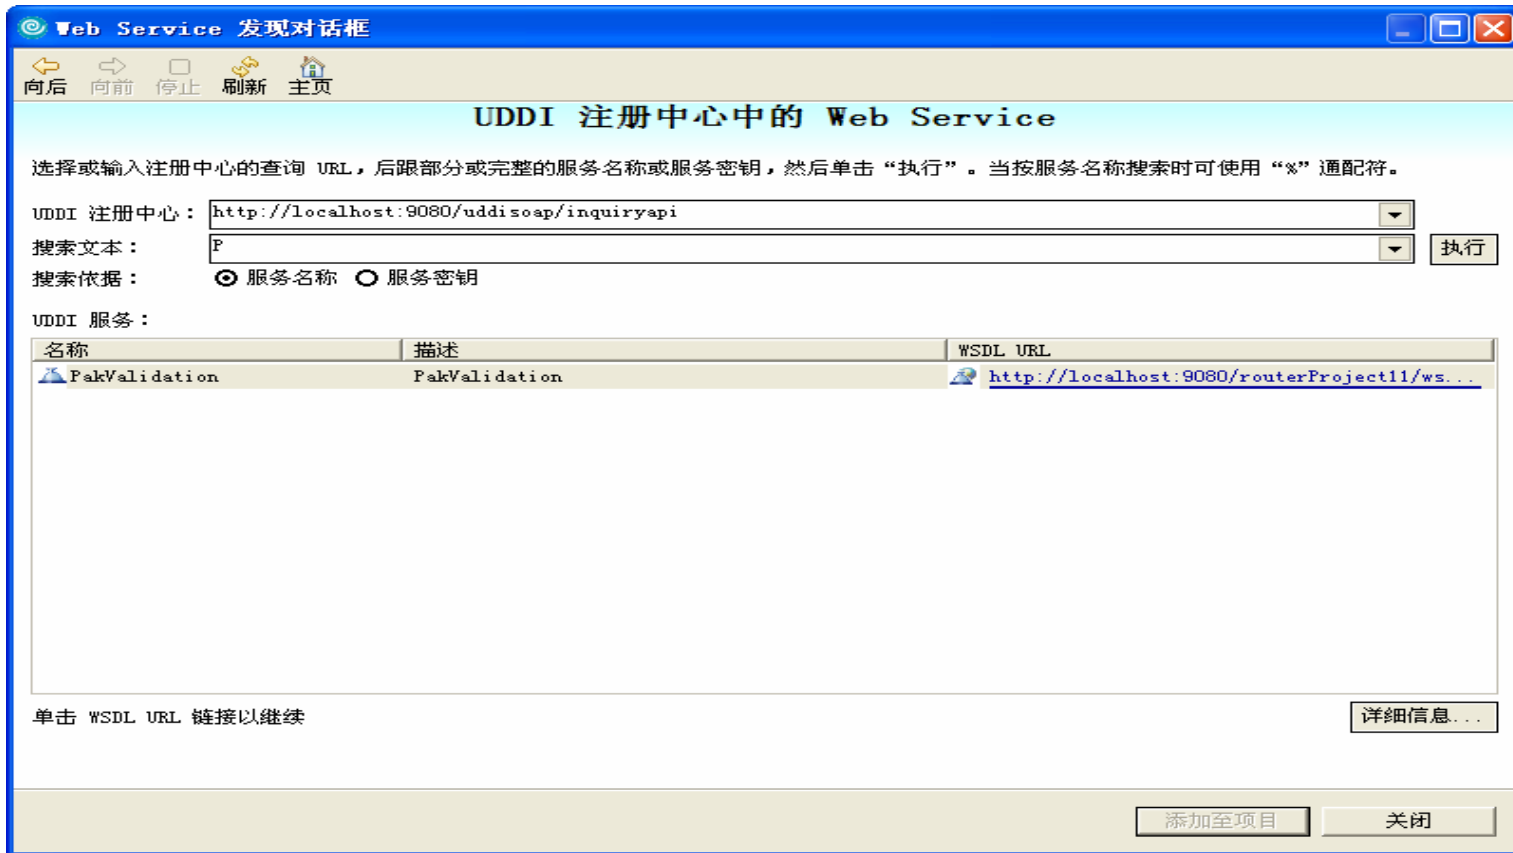 Web Service 发现对话框
向后 向前 停止 刷新 主页
UDDI 注册中心中的 Web Service
选择或输入注册中心的查询 URL，后跟部分或完整的服务名称或服务密钥，然后单击“执行”。当按服务名称搜索时可使用“%”通配符。
UDDI 注册中心： http://localhost:9080/uddisoap/inquiryapi
搜索文本： P 执行
搜索依据： 服务名称 服务密钥
UDDI 服务：
名称 描述 WSDL URL
PakValidation PakValidation http://localhost:9080/routerProject11/ws...
单击 WSDL URL 链接以继续 详细信息...
添加至项目 关闭